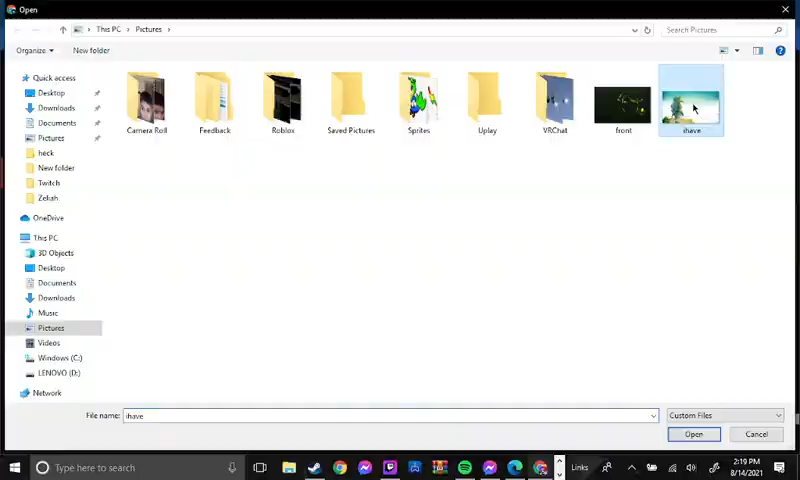 Open
This PC > Pictures >
Search Pictures
Organize
New folder
Quick access
Desktop
Downloads
Documents
Pictures
heck
New folder
Twitch
Zeliah
OneDrive
This PC
3D Objects
Desktop
Documents
Downloads
Music
Pictures
Videos
Windows (C:)
LENOVO (D:)
Network
Camera Roll
Feedback
Roblox
Saved Pictures
Sprites
Uplay
VRChat
front
ihave
File name: ihave
Custom Files
Open
Cancel
Type here to search
Links
2:19 PM
8/14/2021